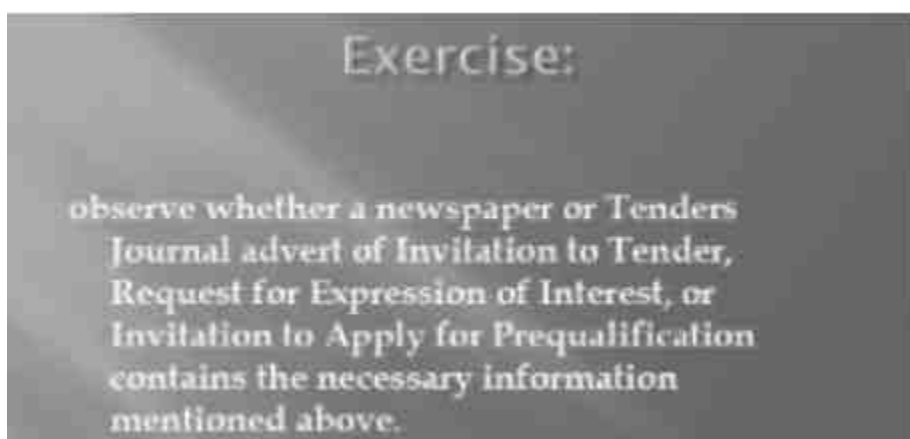 Exercise:
observe whether a newspaper or Tenders
Journal advert of Invitation to Tender,
Request for Expression of Interest, or
Invitation to Apply for Prequalification
contains the necessary information
mentioned above.